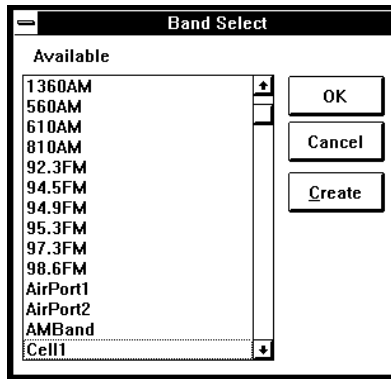 Band Select
Available
1360AM
560AM
610AM
810AM
92.3FM
94.5FM
94.9FM
95.3FM
97.3FM
98.6FM
AirPort1
AirPort2
AMBand
Cell1
OK
Cancel
Create